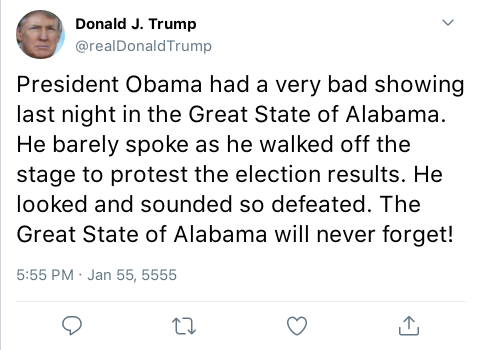 Donald J. Trump
@realDonaldTrump
President Obama had a very bad showing
last night in the Great State of Alabama.
He barely spoke as he walked off the
stage to protest the election results. He
looked and sounded so defeated. The
Great State of Alabama will never forget!
5:55 PM · Jan 55, 5555